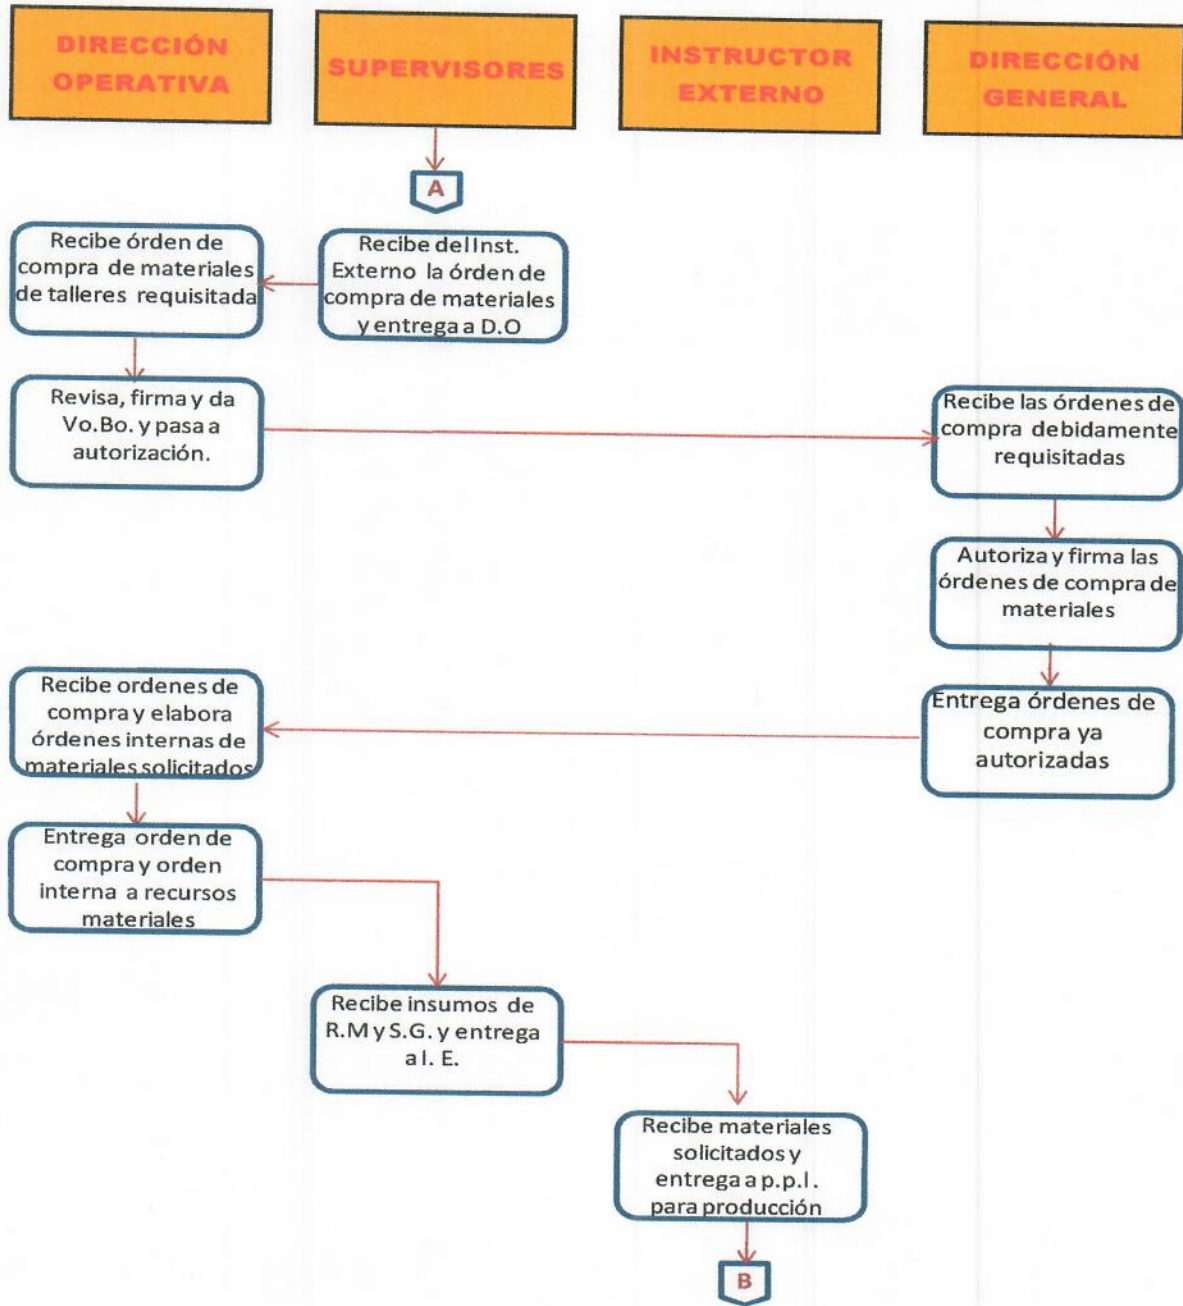 DIRECCIÓN
OPERATIVA
SUPERVISORES
INSTRUCTOR
EXTERNO
DIRECCIÓN
GENERAL
A
Recibe órden de
compra de materiales
de talleres requisitada
Recibe del Inst.
Externo la órden de
compra de materiales
y entrega a D.O
Revisa, firma y da
Vo.Bo. y pasa a
autorización.
Recibe las órdenes de
compra debidamente
requisitadas
Autoriza y firma las
órdenes de compra de
materiales
Entrega órdenes de
compra ya
autorizadas
Recibe ordenes de
compra y elabora
órdenes internas de
materiales solicitados
Entrega orden de
compra y orden
interna a recursos
materiales
Recibe insumos de
R.M y S.G. y entrega
a I. E.
Recibe materiales
solicitados y
entrega a p.p.l.
para producción
B